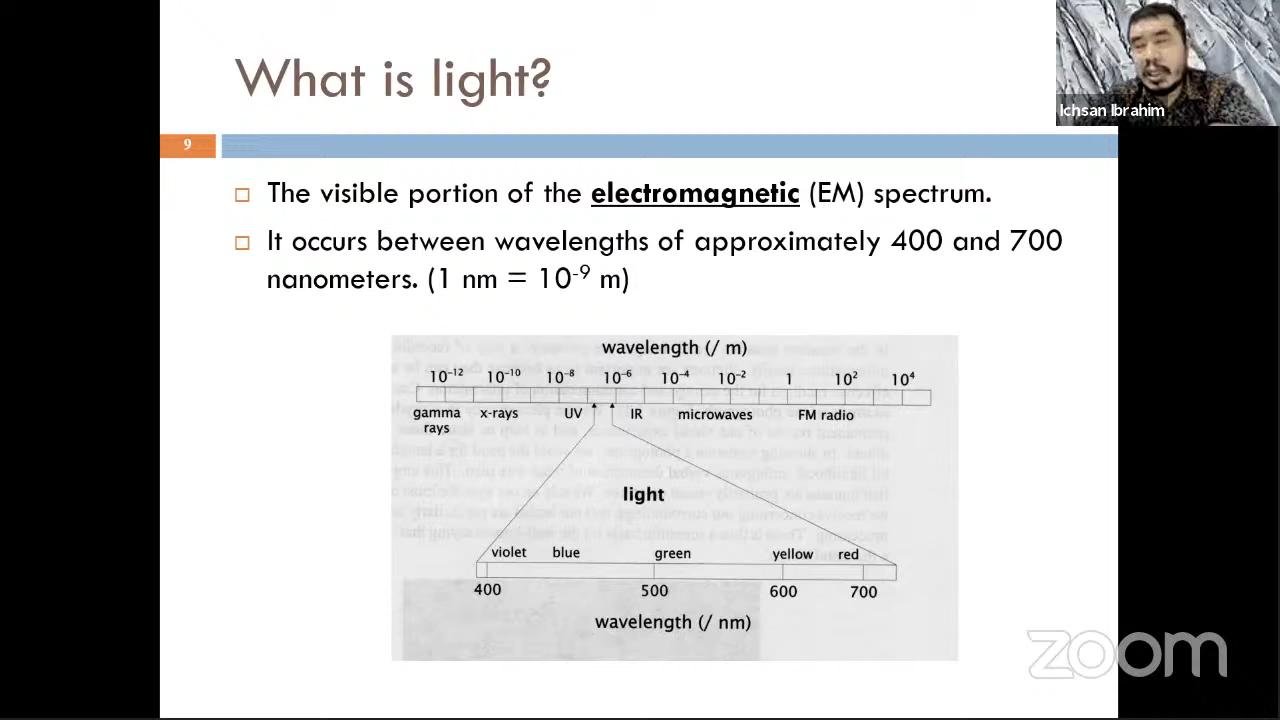 What is light?
Ichsan Ibrahim
9
The visible portion of the electromagnetic (EM) spectrum.
It occurs between wavelengths of approximately 400 and 700
nanometers. (1 nm = 10⁻⁹ m)
wavelength (/ m)
10⁻¹² 10⁻¹⁰ 10⁻⁸ 10⁻⁶ 10⁻⁴ 10⁻² 1 10² 10⁴
gamma x-rays UV IR microwaves FM radio
rays
light
violet blue green yellow red
400 500 600 700
wavelength (/ nm)
zoom